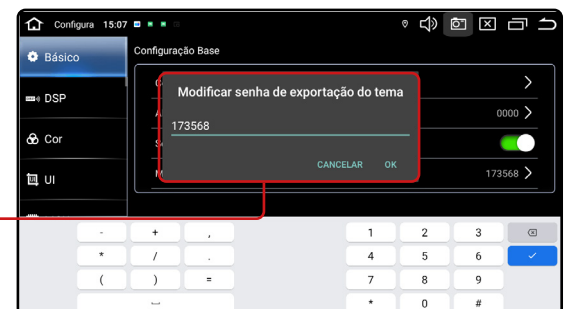 Configura 15:07
Básico
Configuração Base
DSP
0000
Cor
UI
173568
Modificar senha de exportação do tema
173568
CANCELAR OK
- + , 1 2 3
* / . 4 5 6
( ) = 7 8 9
* 0 #